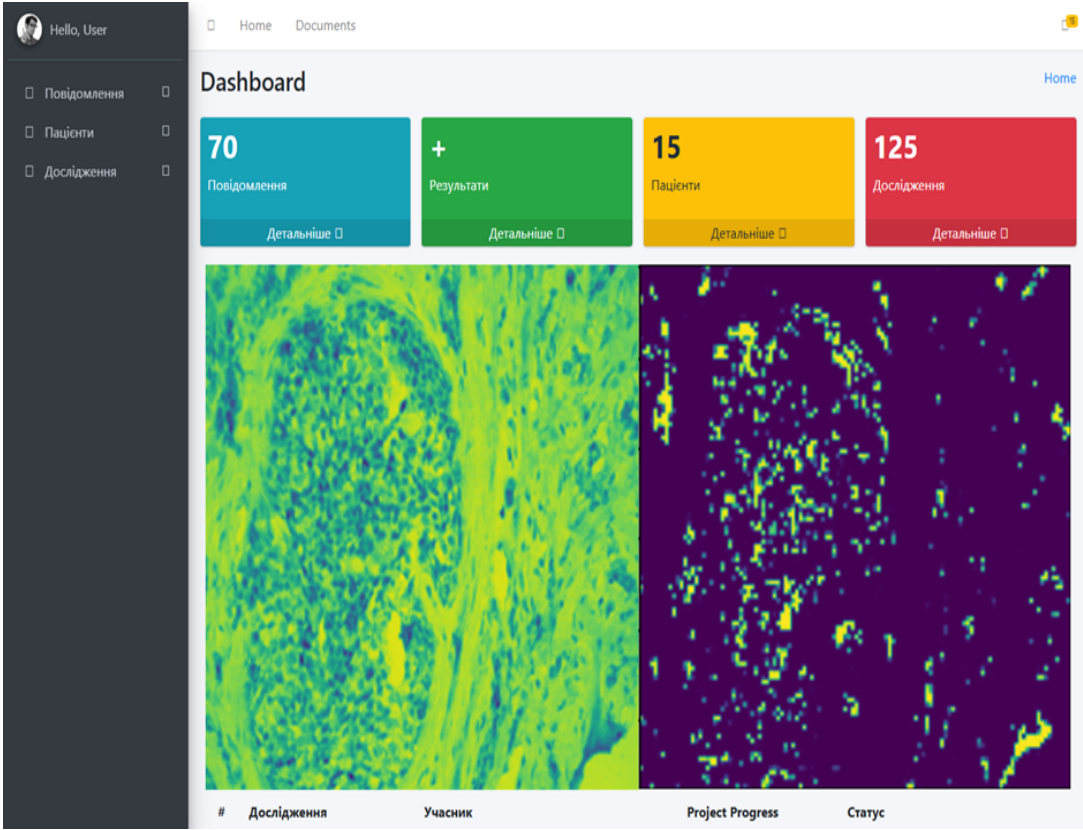 Hello, User
Home Documents
15
Dashboard
Home
Повідомлення
Пацієнти
Дослідження
70
Повідомлення
Детальніше
+
Результати
Детальніше
15
Пацієнти
Детальніше
125
Дослідження
Детальніше
# Дослідження Учасник Project Progress Статус